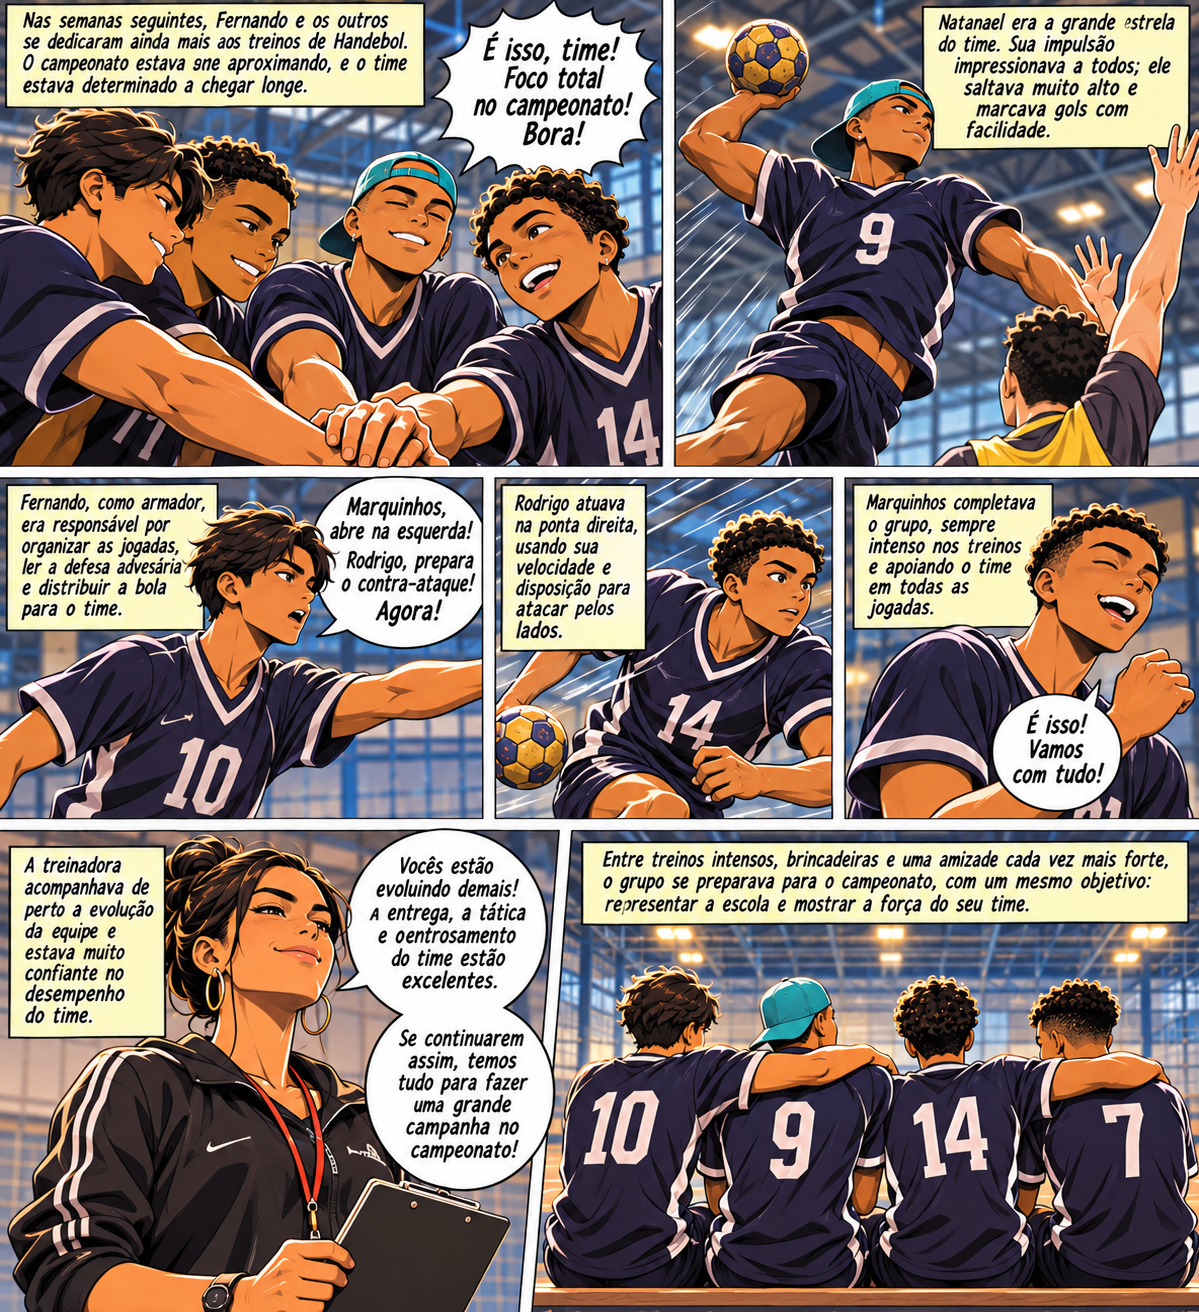 Nas semanas seguintes, Fernando e os outros
se dedicaram ainda mais aos treinos de Handebol.
O campeonato estava sne aproximando, e o time
estava determinado a chegar longe.
É isso, time!
Foco total
no campeonato!
Bora!
14
Natanael era a grande estrela
do time. Sua impulsão
impressionava a todos; ele
saltava muito alto e
marcava gols com
facilidade.
9
Fernando, como armador,
era responsável por
organizar as jogadas,
ler a defesa advesária
e distribuir a bola
para o time.
Marquinhos,
abre na esquerda!
Rodrigo, prepara
o contra-ataque!
Agora!
10
Rodrigo atuava
na ponta direita,
usando sua
velocidade e
disposição para
atacar pelos
lados.
14
Marquinhos completava
o grupo, sempre
intenso nos treinos
e apoiando o time
em todas as
jogadas.
É isso!
Vamos
com tudo!
A treinadora
acompanhava de
perto a evolução
da equipe e
estava muito
confiante no
desempenho
do time.
Vocês estão
evoluindo demais!
A entrega, a tática
e oentrosamento
do time estão
excelentes.
Se continuarem
assim, temos
tudo para fazer
uma grande
campanha no
campeonato!
Entre treinos intensos, brincadeiras e uma amizade cada vez mais forte,
o grupo se preparava para o campeonato, com um mesmo objetivo:
representar a escola e mostrar a força do seu time.
10
9
14
7